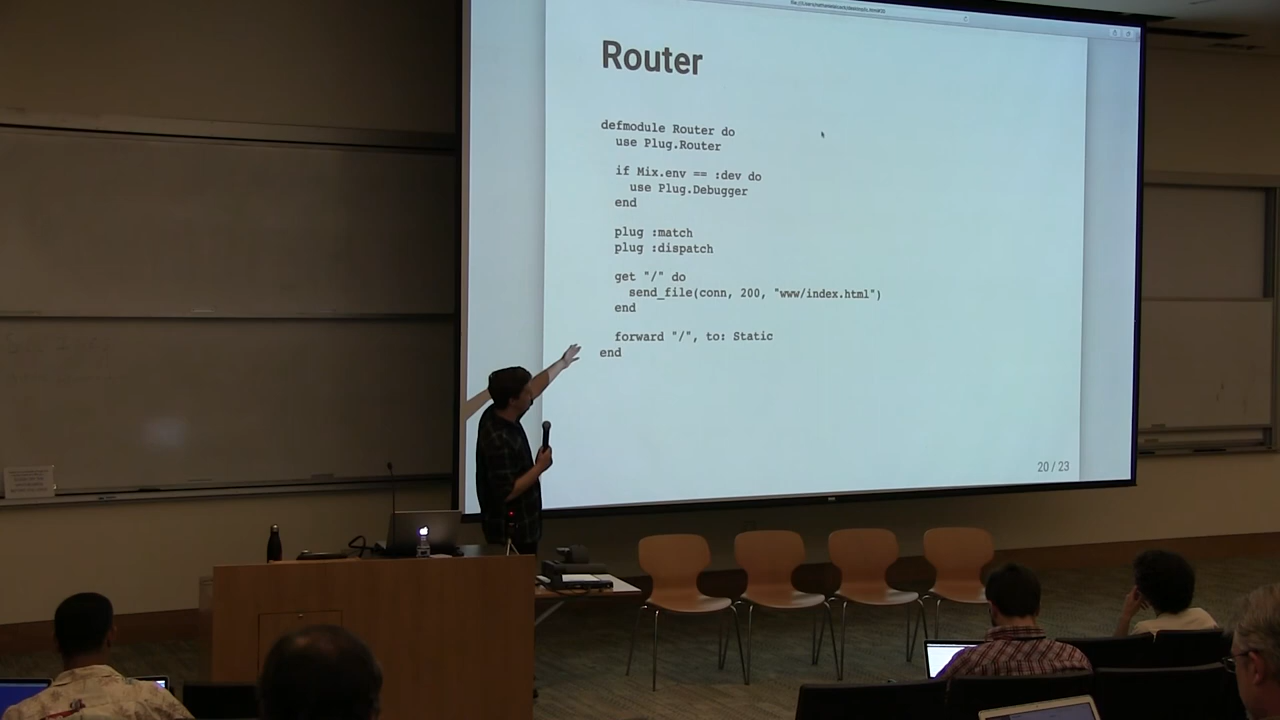 Router
defmodule Router do
use Plug.Router
if Mix.env == :dev do
use Plug.Debugger
end
plug :match
plug :dispatch
get "/" do
send_file(conn, 200, "www/index.html")
end
forward "/", to: Static
end
20 / 23